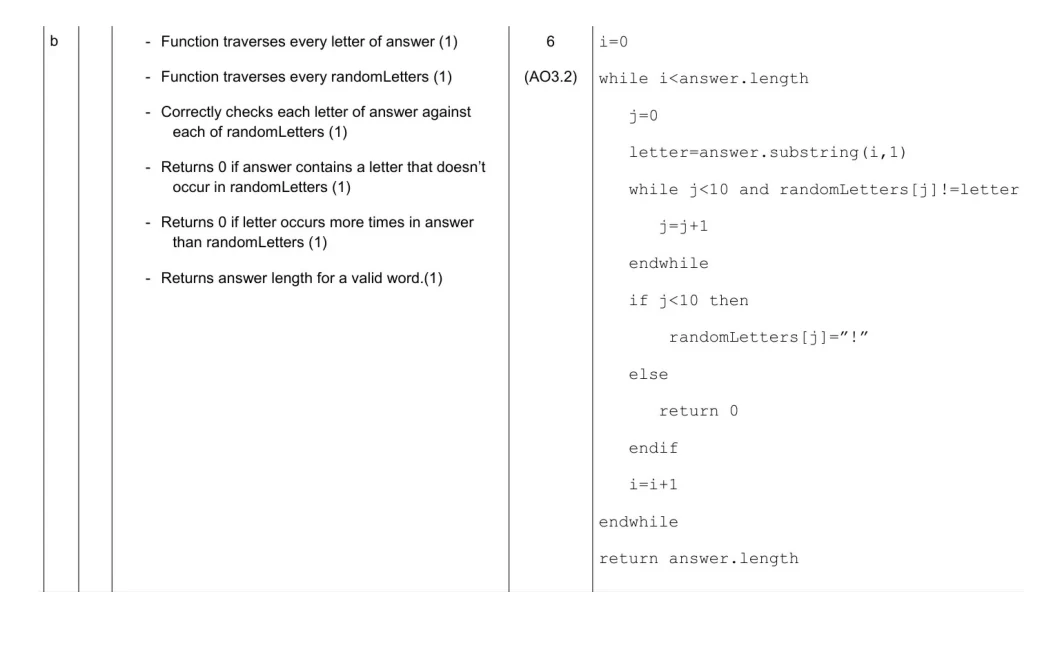 b
- Function traverses every letter of answer (1)
- Function traverses every randomLetters (1)
- Correctly checks each letter of answer against
each of randomLetters (1)
- Returns 0 if answer contains a letter that doesn’t
occur in randomLetters (1)
- Returns 0 if letter occurs more times in answer
than randomLetters (1)
- Returns answer length for a valid word.(1)
6
(AO3.2)
i=0
while i<answer.length
j=0
letter=answer.substring(i,1)
while j<10 and randomLetters[j]!=letter
j=j+1
endwhile
if j<10 then
randomLetters[j]=”!”
else
return 0
endif
i=i+1
endwhile
return answer.length